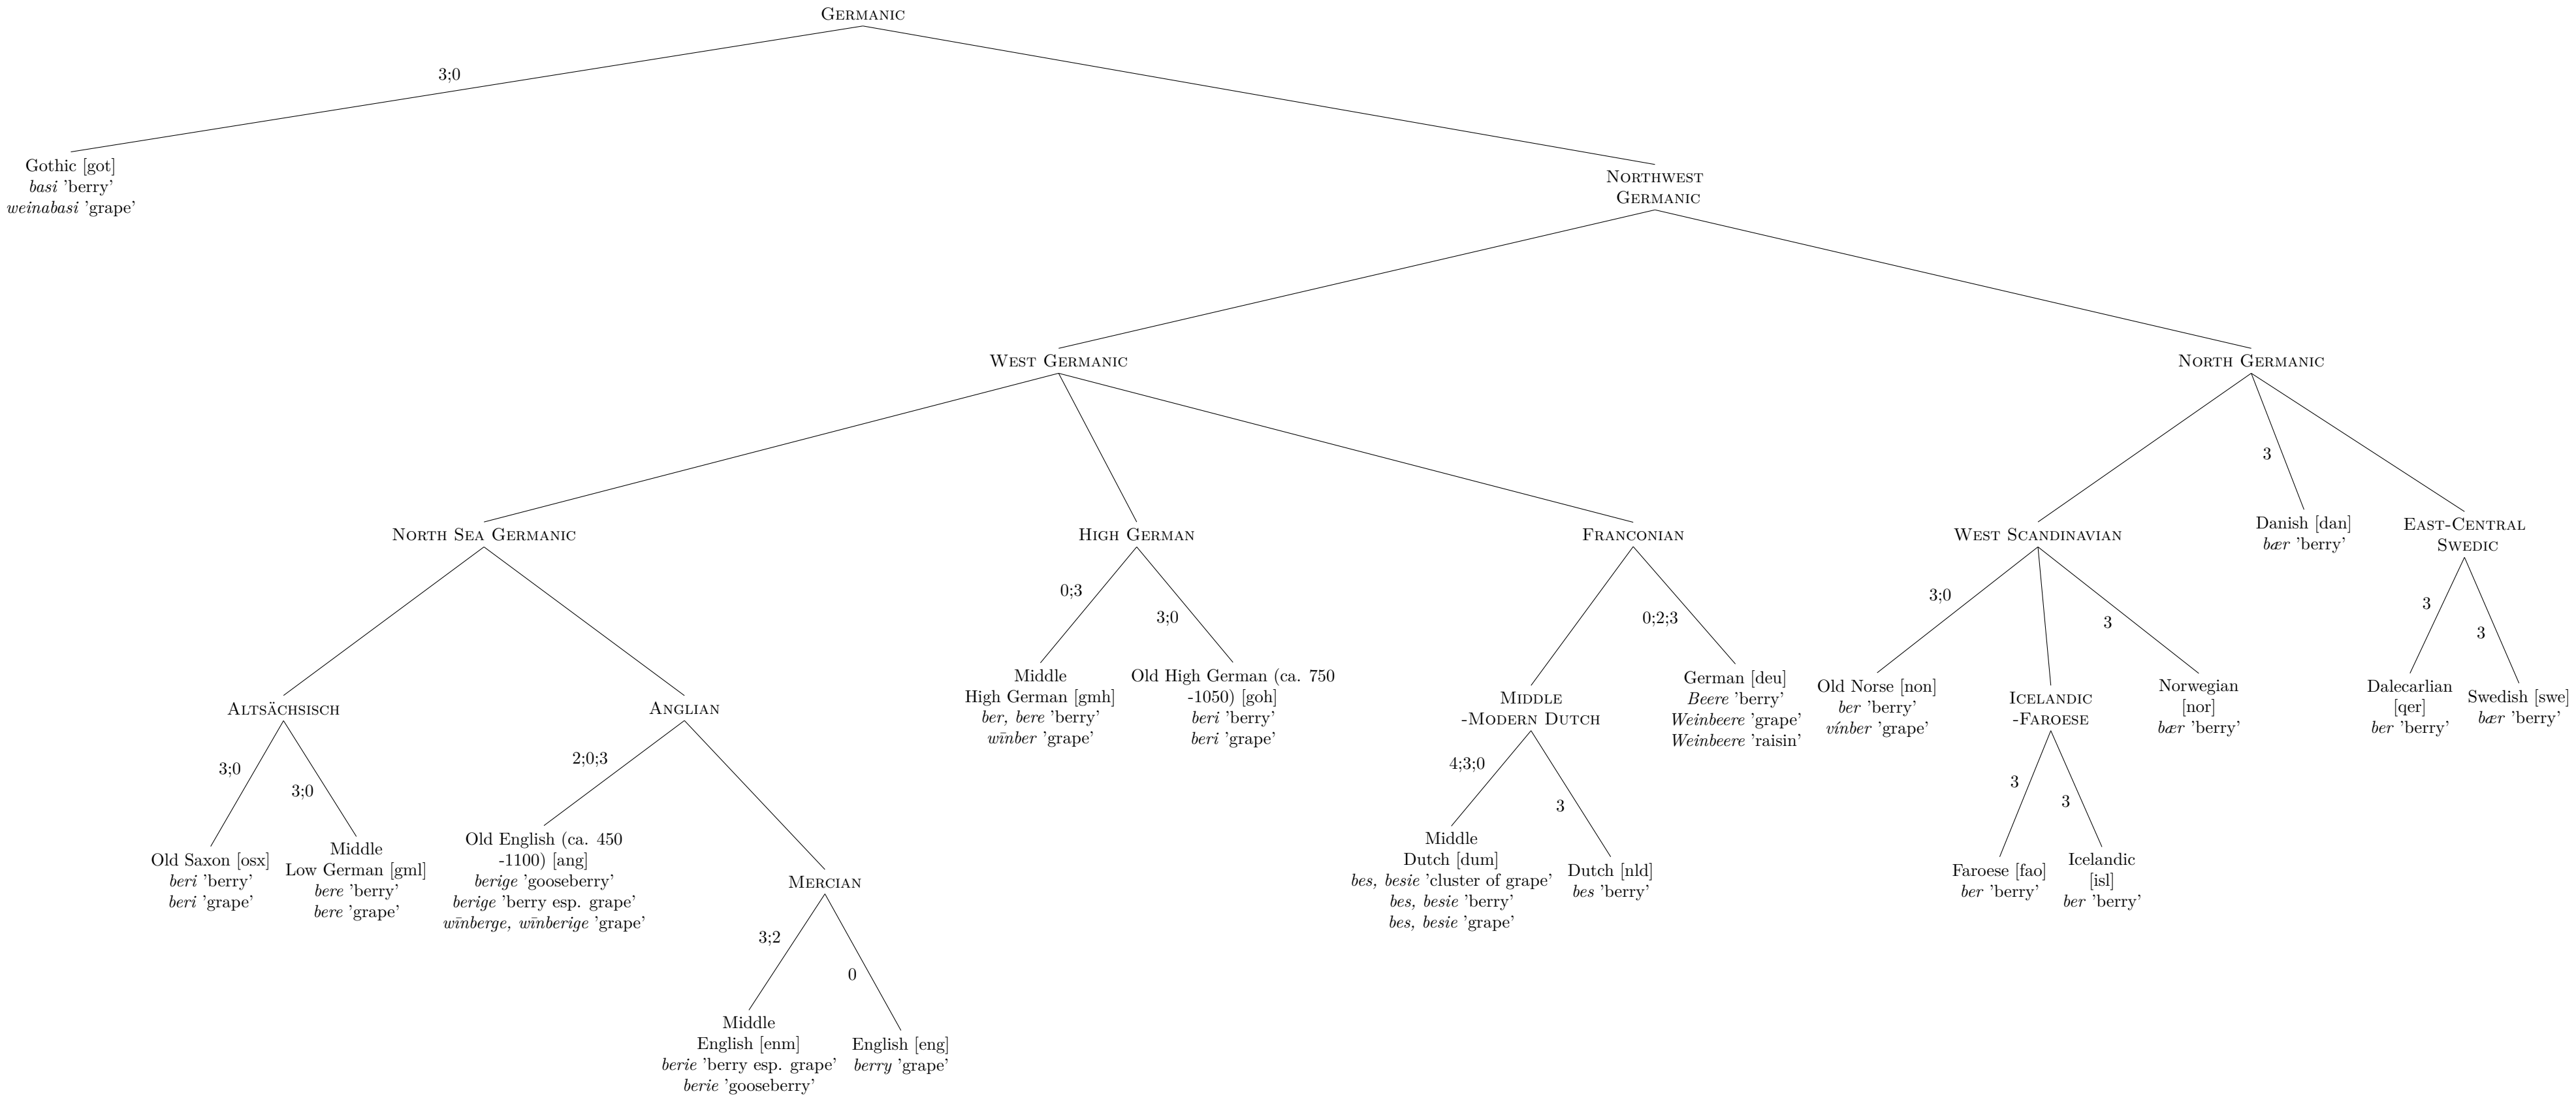 Germanic
3;0
Gothic [got]
basi ’berry’
weinabasi ’grape’
Northwest
Germanic
West Germanic
North Germanic
3
North Sea Germanic
High German
Franconian
West Scandinavian
Danish [dan]
bær ’berry’
East-Central
Swedic
0;3
3;0
0;2;3
3;0
3
3
3
Altsächsisch
Anglian
Middle
High German [gmh]
ber, bere ’berry’
wīnber ’grape’
Old High German (ca. 750
-1050) [goh]
beri ’berry’
beri ’grape’
Middle
-Modern Dutch
German [deu]
Beere ’berry’
Weinbeere ’grape’
Weinbeere ’raisin’
Old Norse [non]
ber ’berry’
vínber ’grape’
Icelandic
-Faroese
Norwegian
[nor]
bær ’berry’
Dalecarlian
[qer]
ber ’berry’
Swedish [swe]
bær ’berry’
3;0
3;0
2;0;3
4;3;0
3
3
3
Old Saxon [osx]
beri ’berry’
beri ’grape’
Middle
Low German [gml]
bere ’berry’
bere ’grape’
Old English (ca. 450
-1100) [ang]
berige ’gooseberry’
berige ’berry esp. grape’
wīnberge, wīnberige ’grape’
Mercian
Middle
Dutch [dum]
bes, besie ’cluster of grape’
bes, besie ’berry’
bes, besie ’grape’
Dutch [nld]
bes ’berry’
Faroese [fao]
ber ’berry’
Icelandic
[isl]
ber ’berry’
3;2
0
Middle
English [enm]
berie ’berry esp. grape’
berie ’gooseberry’
English [eng]
berry ’grape’